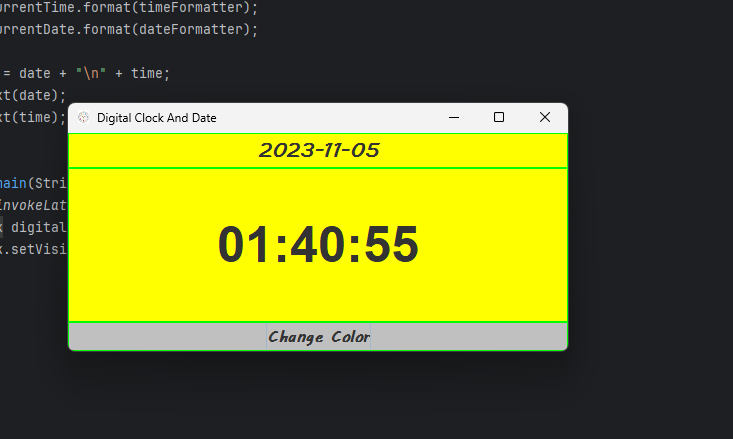 urrentTime.format(timeFormatter);
urrentDate.format(dateFormatter);
= date + "\n" + time;
xt(date);
xt(time);
Digital Clock And Date
2023-11-05
main(Stri
invokeLat
01:40:55
k digital
k.setVisi
Change Color